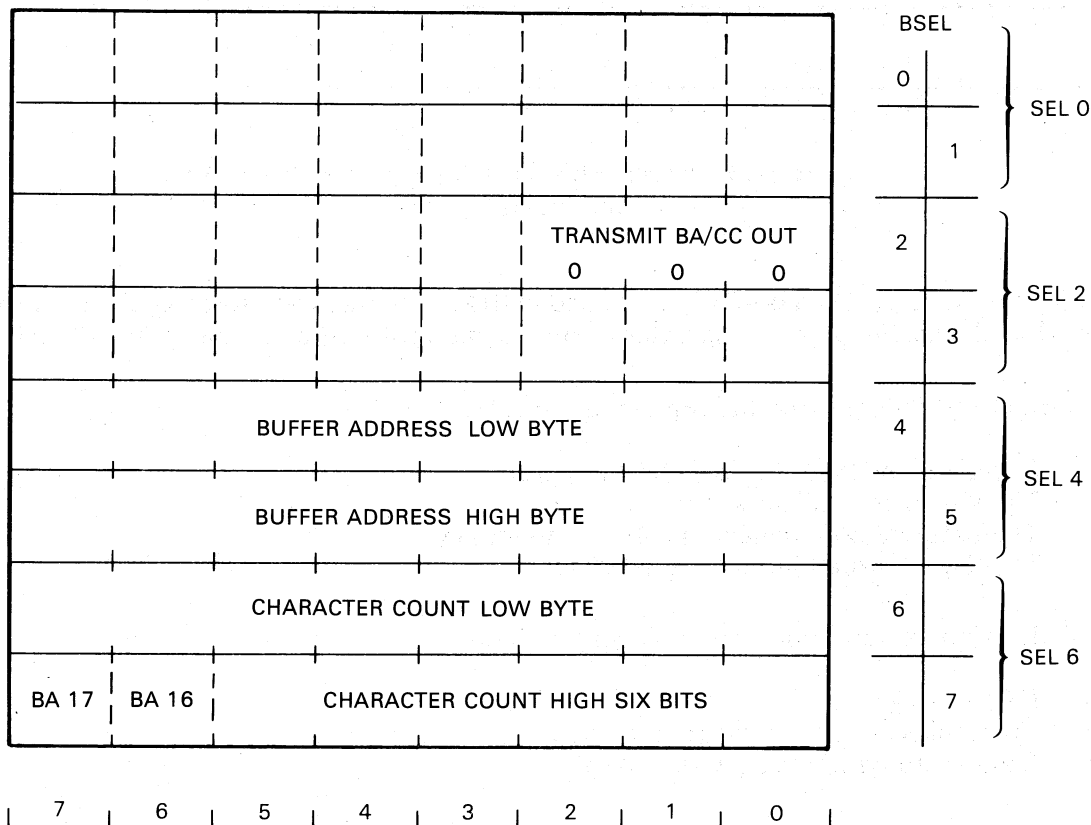 BSEL
0
SEL 0
1
TRANSMIT BA/CC OUT
2
0 0 0
SEL 2
3
BUFFER ADDRESS LOW BYTE
4
SEL 4
BUFFER ADDRESS HIGH BYTE
5
CHARACTER COUNT LOW BYTE
6
SEL 6
BA 17 BA 16 CHARACTER COUNT HIGH SIX BITS
7
7 6 5 4 3 2 1 0